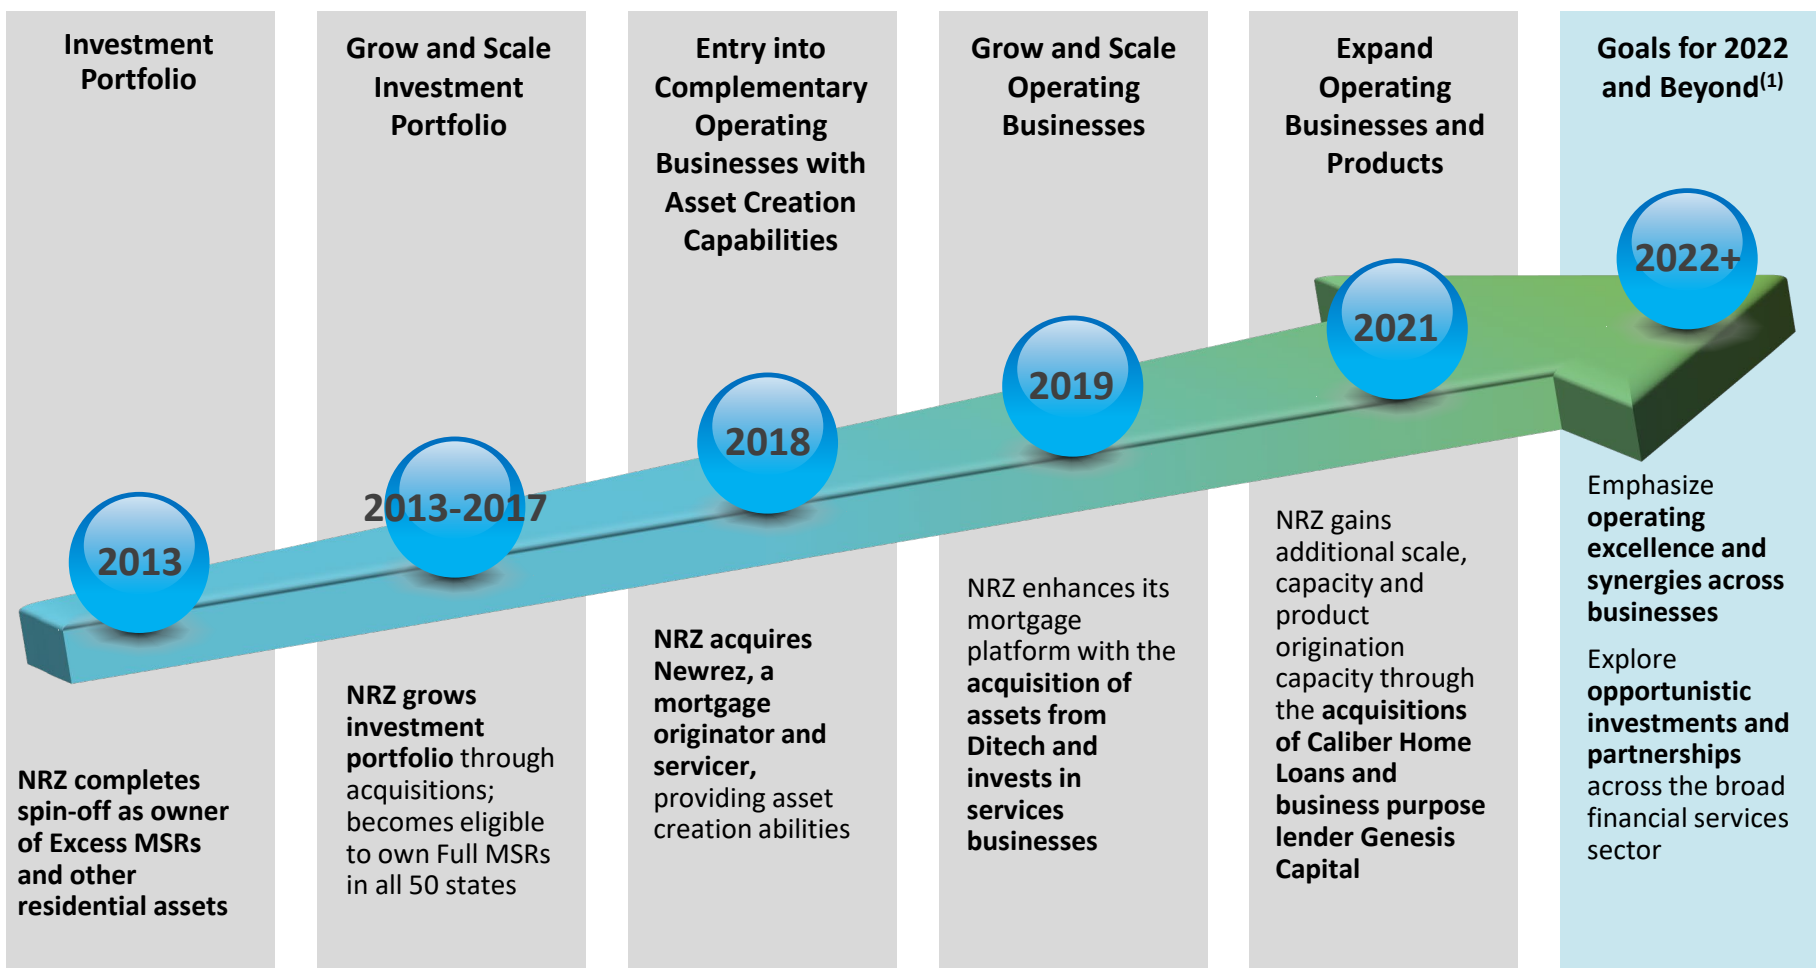 Investment
Portfolio
Grow and Scale
Investment
Portfolio
Entry into
Complementary
Operating
Businesses with
Asset Creation
Capabilities
Grow and Scale
Operating
Businesses
Expand
Operating
Businesses and
Products
Goals for 2022
and Beyond(1)
2013
2013-2017
2018
2019
2021
2022+
NRZ completes
spin-off as owner
of Excess MSRs
and other
residential assets
NRZ grows
investment
portfolio through
acquisitions;
becomes eligible
to own Full MSRs
in all 50 states
NRZ acquires
Newrez, a
mortgage
originator and
servicer,
providing asset
creation abilities
NRZ enhances its
mortgage
platform with the
acquisition of
assets from
Ditech and
invests in
services
businesses
NRZ gains
additional scale,
capacity and
product
origination
capacity through
the acquisitions
of Caliber Home
Loans and
business purpose
lender Genesis
Capital
Emphasize
operating
excellence and
synergies across
businesses
Explore
opportunistic
investments and
partnerships
across the broad
financial services
sector